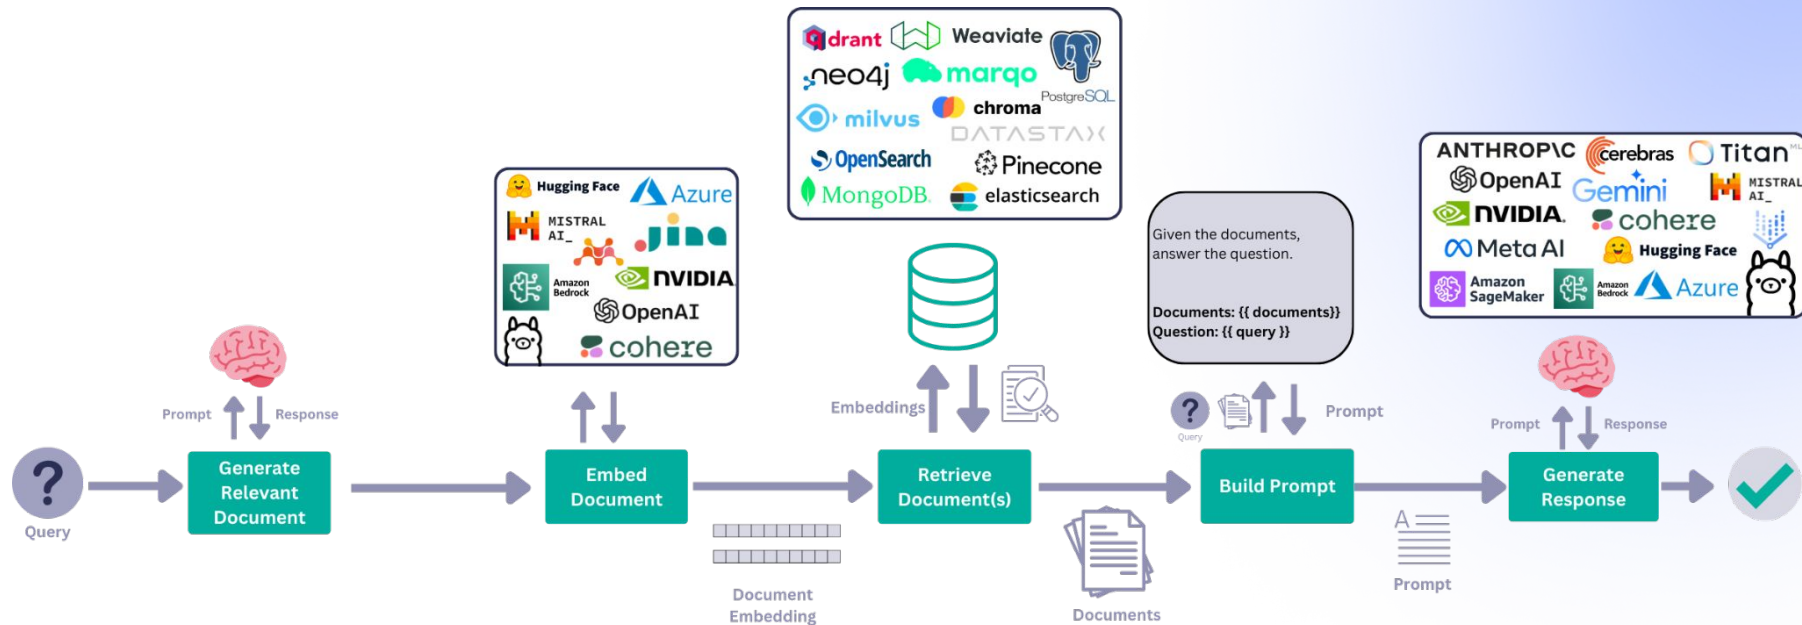 Query
Generate
Relevant
Document
Prompt
Response
Embed
Document
Hugging Face
Azure
MISTRAL
AI_
Jina
Amazon
Bedrock
NVIDIA.
OpenAI
cohere
Document
Embedding
Retrieve
Document(s)
Embeddings
qdrant
Weaviate
neo4j
marqo
PostgreSQL
milvus
chroma
DATASTAX
OpenSearch
Pinecone
MongoDB.
elasticsearch
Documents
Build Prompt
Query
Prompt
Given the documents,
answer the question.
Documents: {{ documents}}
Question: {{ query }}
Prompt
A
Generate
Response
Prompt
Response
ANTHROP\C
cerebras
Titan ML
OpenAI
Gemini
MISTRAL
AI_
NVIDIA.
cohere
Meta AI
Hugging Face
Amazon
SageMaker
Amazon
Bedrock
Azure